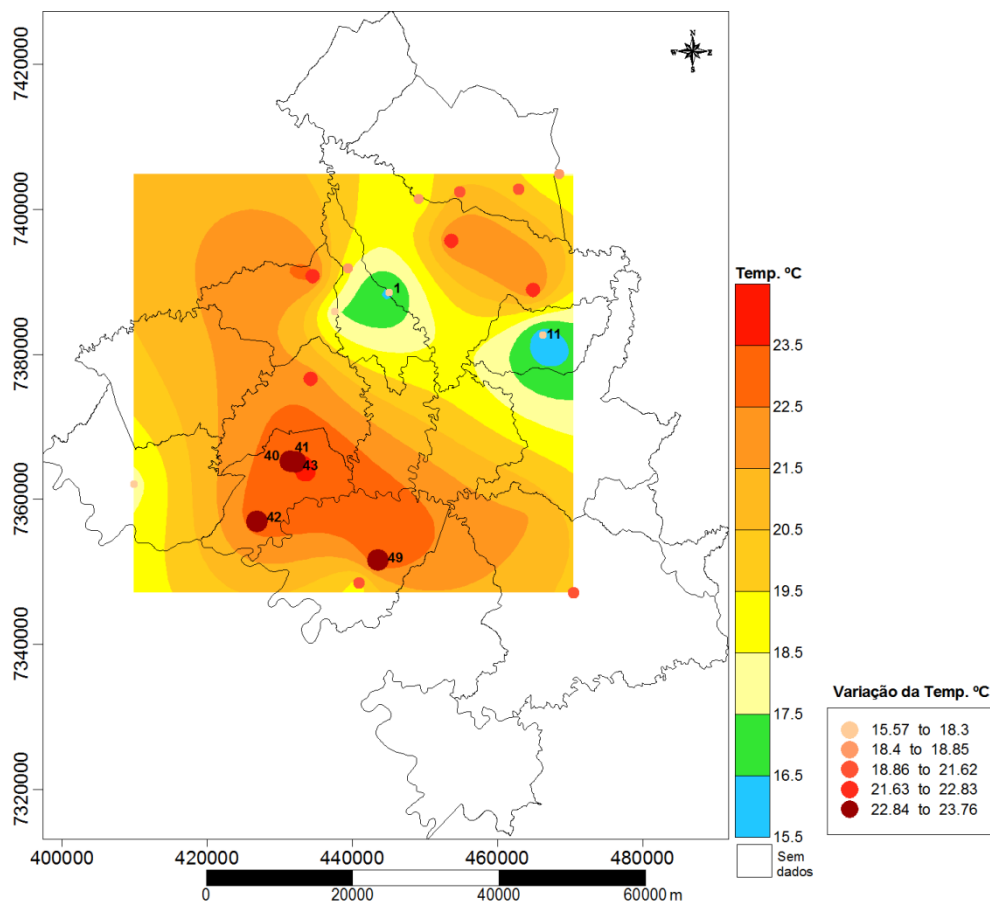 N
W
E
S
7420000
7400000
7380000
7360000
7340000
7320000
1
11
41
40
43
42
49
400000
420000
440000
460000
480000
0
20000
40000
60000 m
Temp. ºC
23.5
22.5
21.5
20.5
19.5
18.5
17.5
16.5
15.5
Sem
dados
Variação da Temp. ºC
15.57 to 18.3
18.4 to 18.85
18.86 to 21.62
21.63 to 22.83
22.84 to 23.76